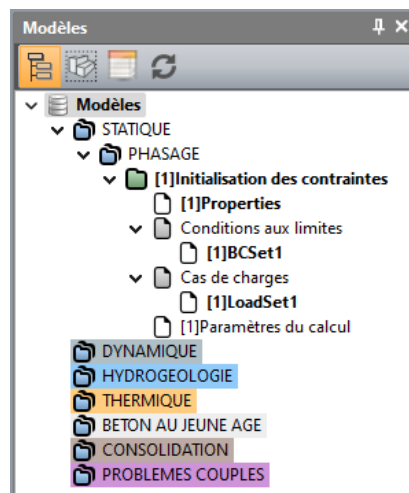 Modèles
Modèles
STATIQUE
PHASAGE
[1]Initialisation des contraintes
[1]Properties
Conditions aux limites
[1]BCSet1
Cas de charges
[1]LoadSet1
[1]Paramètres du calcul
DYNAMIQUE
HYDROGEOLOGIE
THERMIQUE
BETON AU JEUNE AGE
CONSOLIDATION
PROBLEMES COUPLES